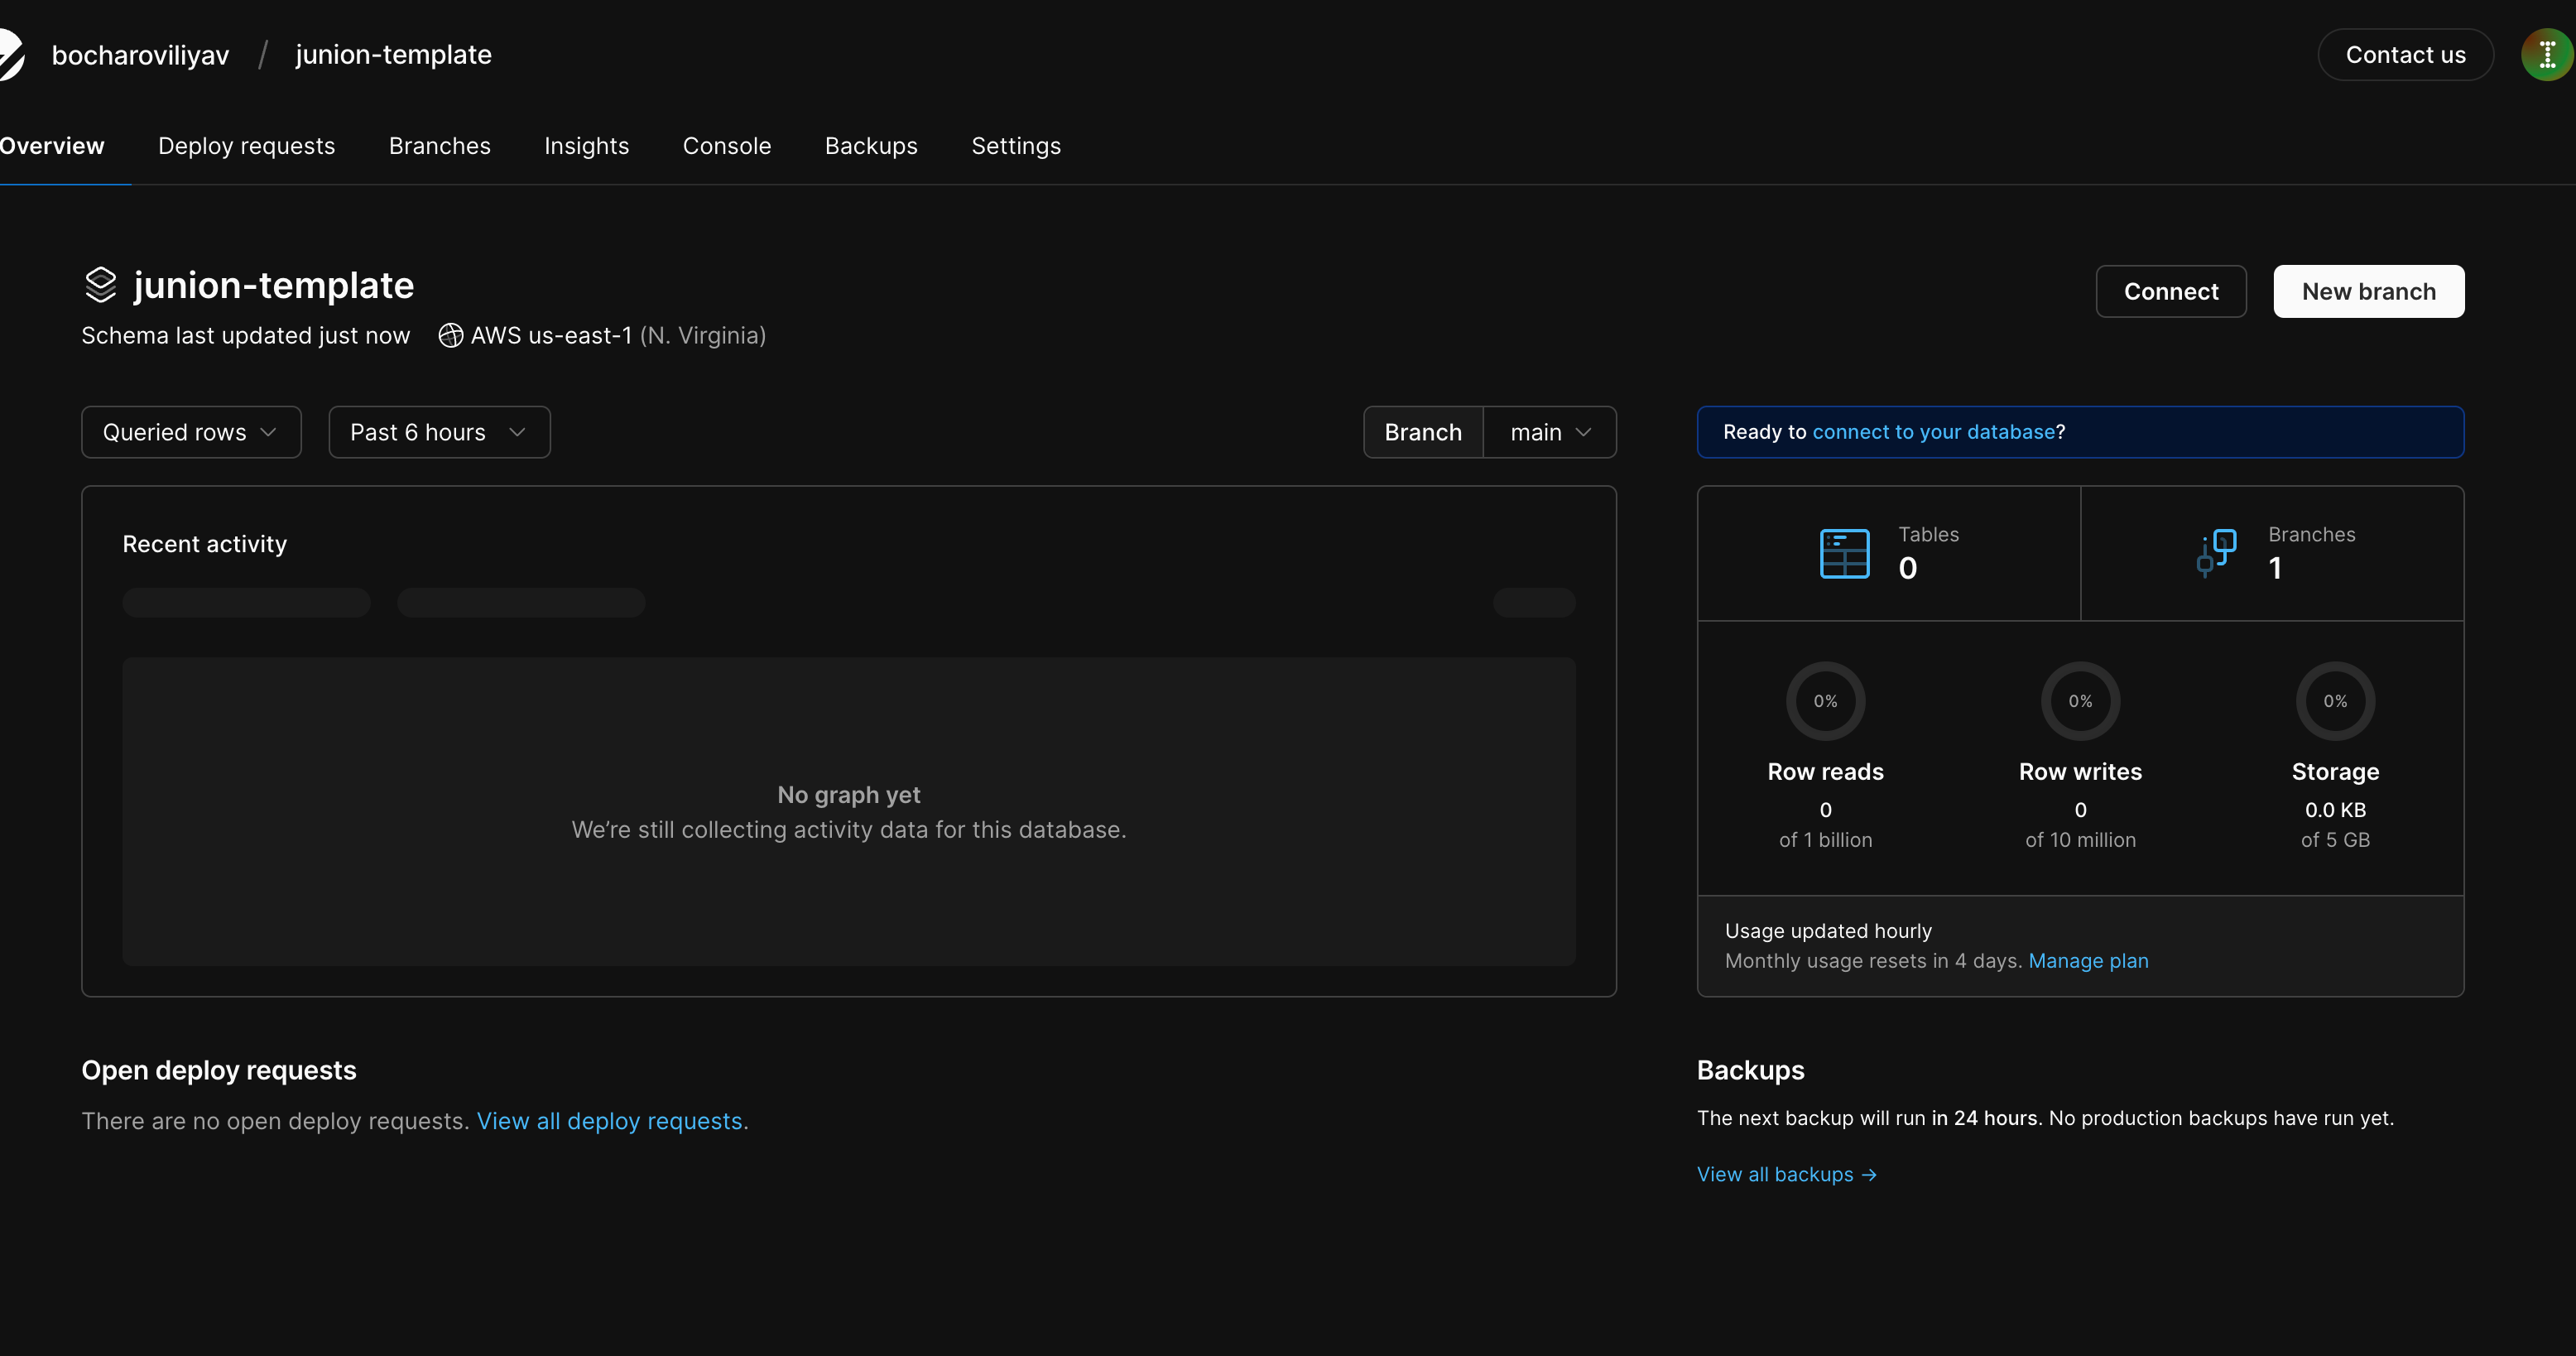 bocharoviliyav / junion-template
Contact us
Overview Deploy requests Branches Insights Console Backups Settings
junion-template
Connect
New branch
Schema last updated just now AWS us-east-1 (N. Virginia)
Queried rows
Past 6 hours
Branch main
Ready to connect to your database?
Recent activity
No graph yet
We’re still collecting activity data for this database.
Tables
0
Branches
1
0%
Row reads
0
of 1 billion
0%
Row writes
0
of 10 million
0%
Storage
0.0 KB
of 5 GB
Usage updated hourly
Monthly usage resets in 4 days. Manage plan
Open deploy requests
There are no open deploy requests. View all deploy requests.
Backups
The next backup will run in 24 hours. No production backups have run yet.
View all backups →